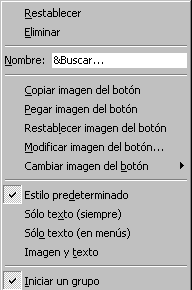 Restablecer
Eliminar
Nombre: &Buscar...
Copiar imagen del botón
Pegar imagen del botón
Restablecer imagen del botón
Modificar imagen del botón...
Cambiar imagen del botón
Estilo predeterminado
Sólo texto (siempre)
Sólo texto (en menús)
Imagen y texto
Iniciar un grupo